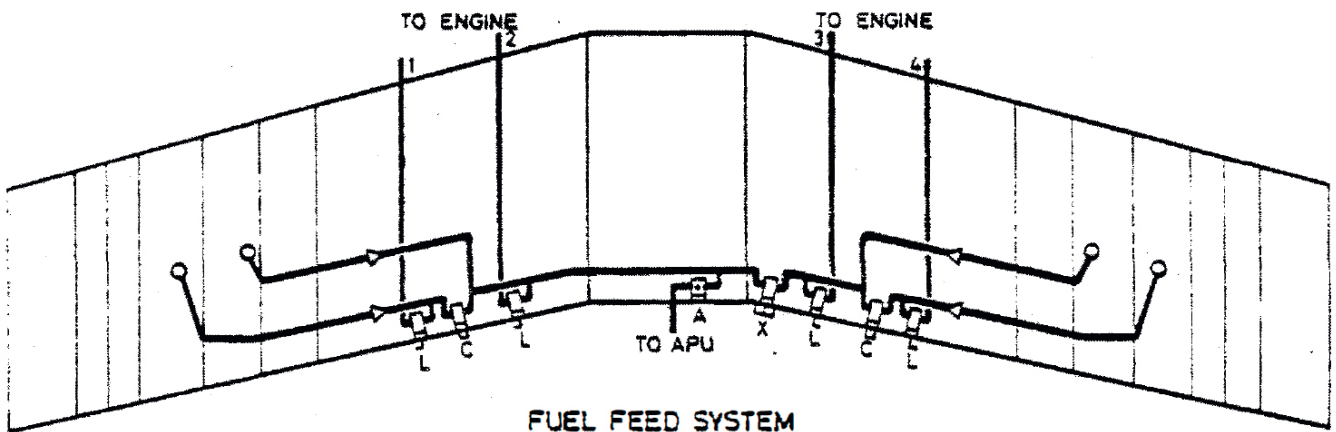 TO ENGINE TO ENGINE
1 2 3 4
L C L A X L C L
TO APU
FUEL FEED SYSTEM